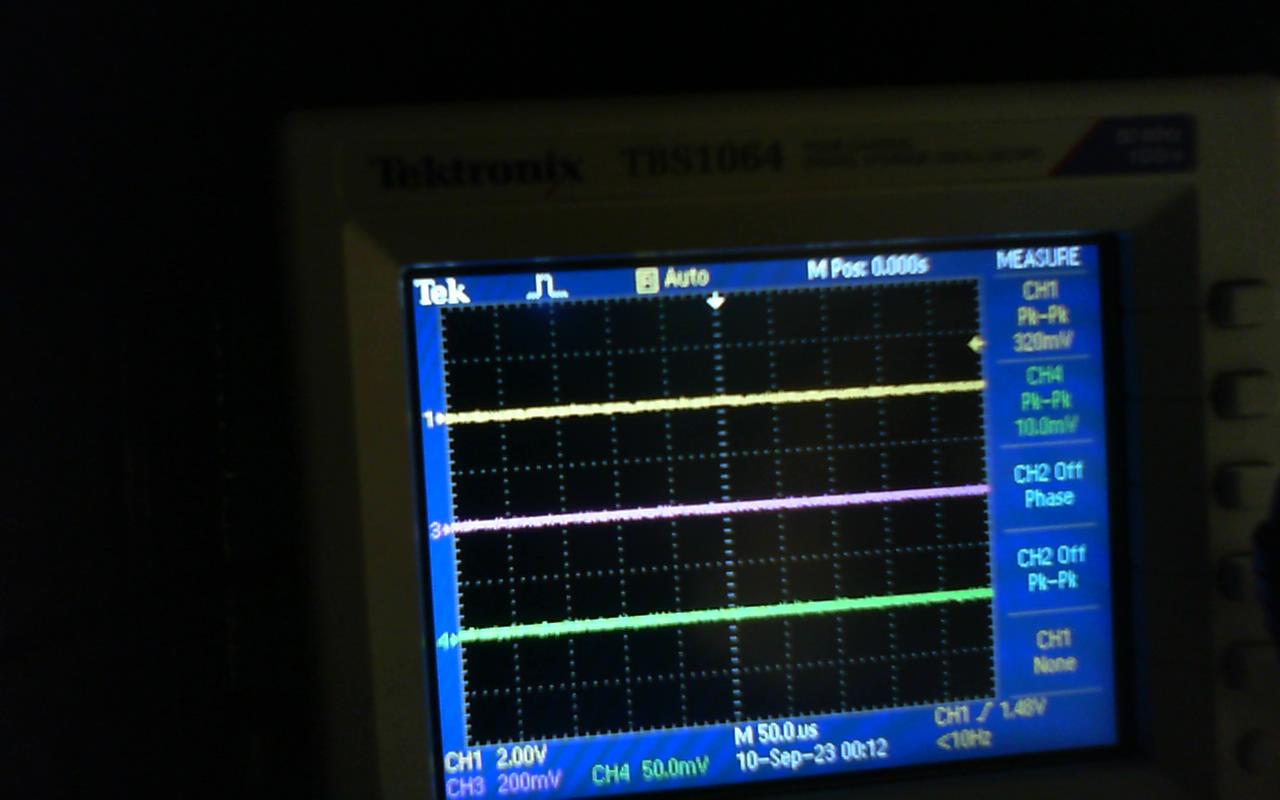 Tektronix TBS1064
Tek Auto M Pos: 0.000s MEASURE
CH1
Pk-Pk
320mV
CH4
Pk-Pk
10.0mV
CH2 Off
Phase
CH2 Off
Pk-Pk
CH1
None
1
3
4
CH1 2.00V M 50.0us CH1 1.48V
CH3 200mV CH4 50.0mV 10-Sep-23 00:12 <10Hz